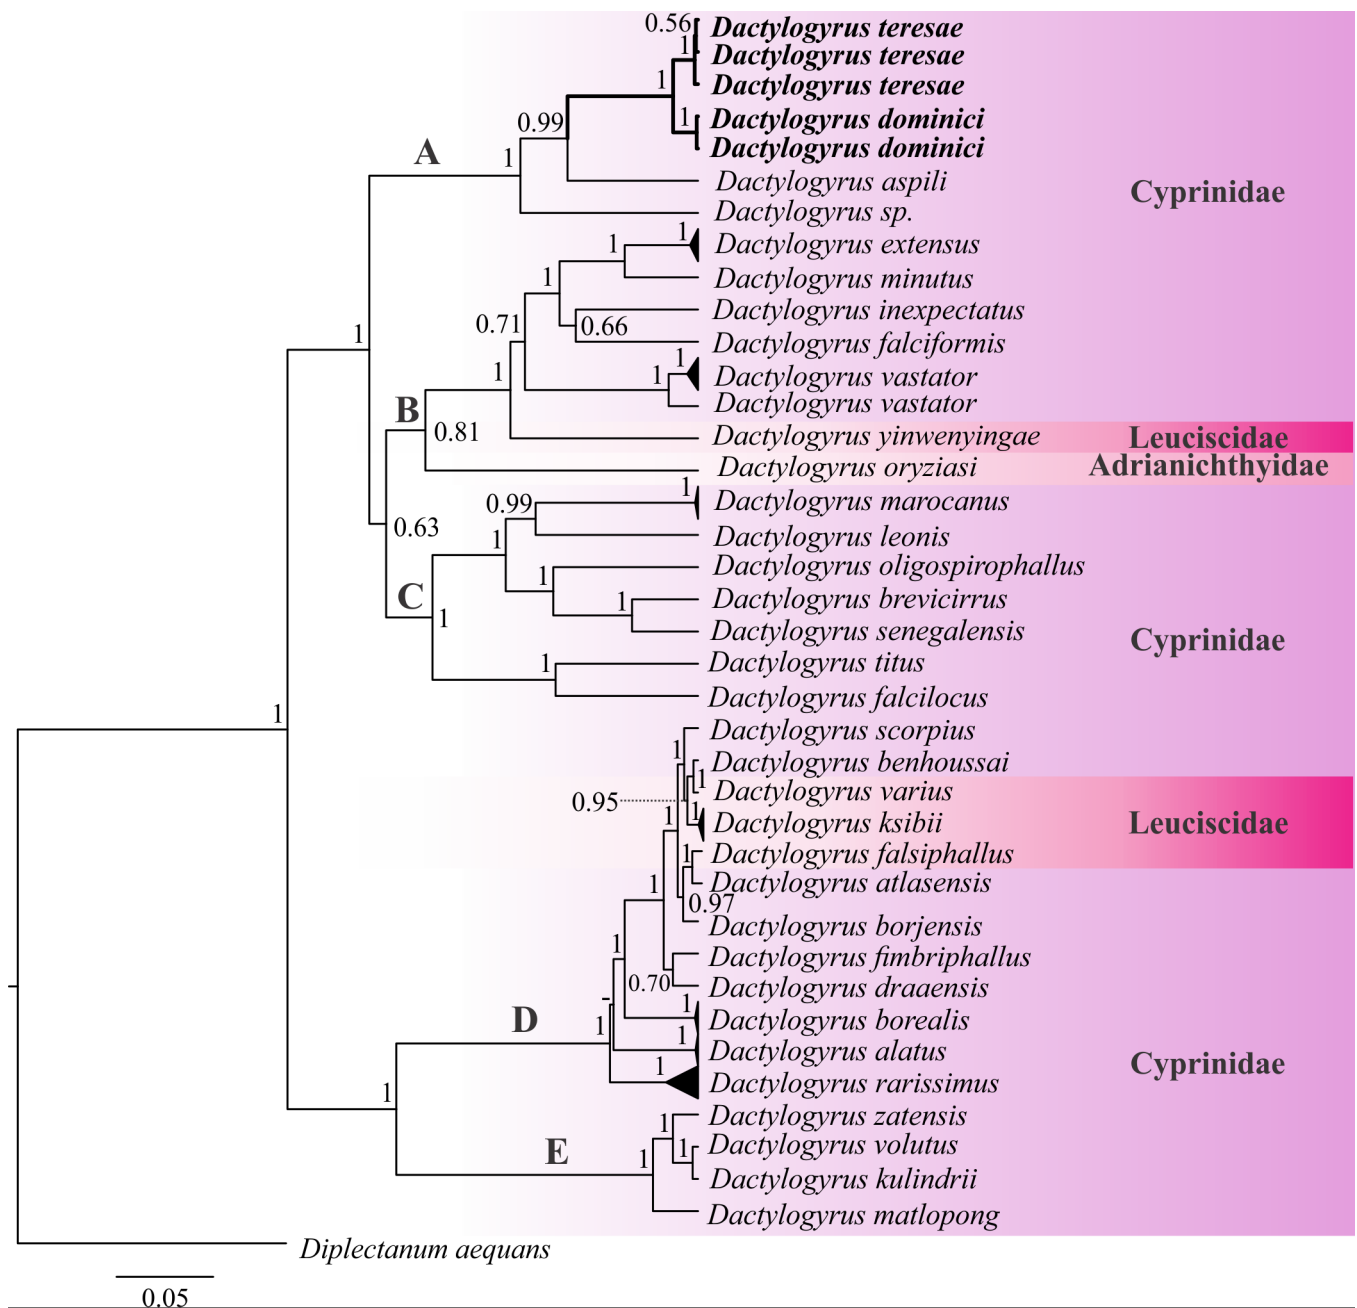 0.56
Dactylogyrus teresae
1
Dactylogyrus teresae
1
Dactylogyrus teresae
0.99
1
Dactylogyrus dominici
A
1
Dactylogyrus dominici
Dactylogyrus aspili
Cyprinidae
Dactylogyrus sp.
1
1
Dactylogyrus extensus
1
Dactylogyrus minutus
Dactylogyrus inexpectatus
0.71
0.66
1
Dactylogyrus falciformis
1
1
1
Dactylogyrus vastator
B
Dactylogyrus vastator
0.81
Dactylogyrus yinwenyingae
Leuciscidae
Dactylogyrus oryziasi
Adrianichthyidae
1
0.99
Dactylogyrus marocanus
0.63
1
Dactylogyrus leonis
1
Dactylogyrus oligospirophallus
C
1
1
Dactylogyrus brevicirrus
Dactylogyrus senegalensis
Cyprinidae
1
Dactylogyrus titus
Dactylogyrus falcilocus
1
Dactylogyrus scorpius
1
Dactylogyrus benhoussai
1
Dactylogyrus varius
0.95
1
1
Dactylogyrus ksibii
Leuciscidae
1
Dactylogyrus falsiphallus
1
Dactylogyrus atlasensis
0.97
Dactylogyrus borjensis
1
Dactylogyrus fimbriphallus
0.70
Dactylogyrus draaensis
-
1
D
1
Dactylogyrus borealis
1
Dactylogyrus alatus
1
Cyprinidae
1
Dactylogyrus rarissimus
1
Dactylogyrus zatensis
E
1
1
Dactylogyrus volutus
Dactylogyrus kulindrii
Dactylogyrus matlopong
Diplectanum aequans
0.05